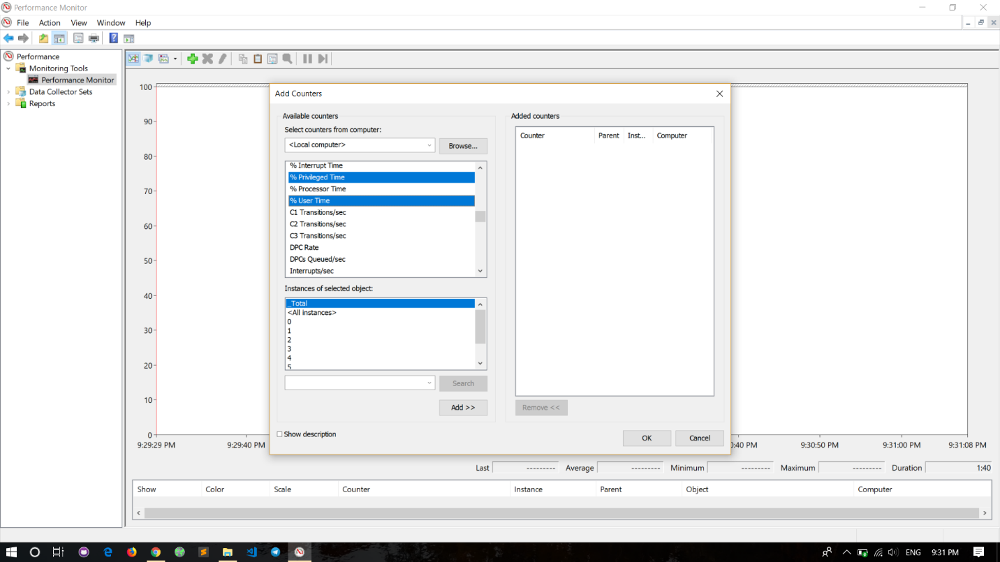 Performance Monitor
File Action View Window Help
Performance
Monitoring Tools
Performance Monitor
Data Collector Sets
Reports
100
90
80
70
60
50
40
30
20
10
0
9:29:29 PM 9:29:40 PM :40 PM 9:30:50 PM 9:31:00 PM 9:31:08 PM
Add Counters
Available counters
Select counters from computer:
<Local computer>
Browse...
% Interrupt Time
% Privileged Time
% Processor Time
% User Time
C1 Transitions/sec
C2 Transitions/sec
C3 Transitions/sec
DPC Rate
DPCs Queued/sec
Interrupts/sec
Instances of selected object:
_Total
<All instances>
0
1
2
3
4
5
Search
Add >>
Show description
Added counters
Counter Parent Inst... Computer
Remove <<
OK Cancel
Last --------- Average --------- Minimum --------- Maximum --------- Duration 1:40
Show Color Scale Counter Instance Parent Object Computer
ENG 9:31 PM